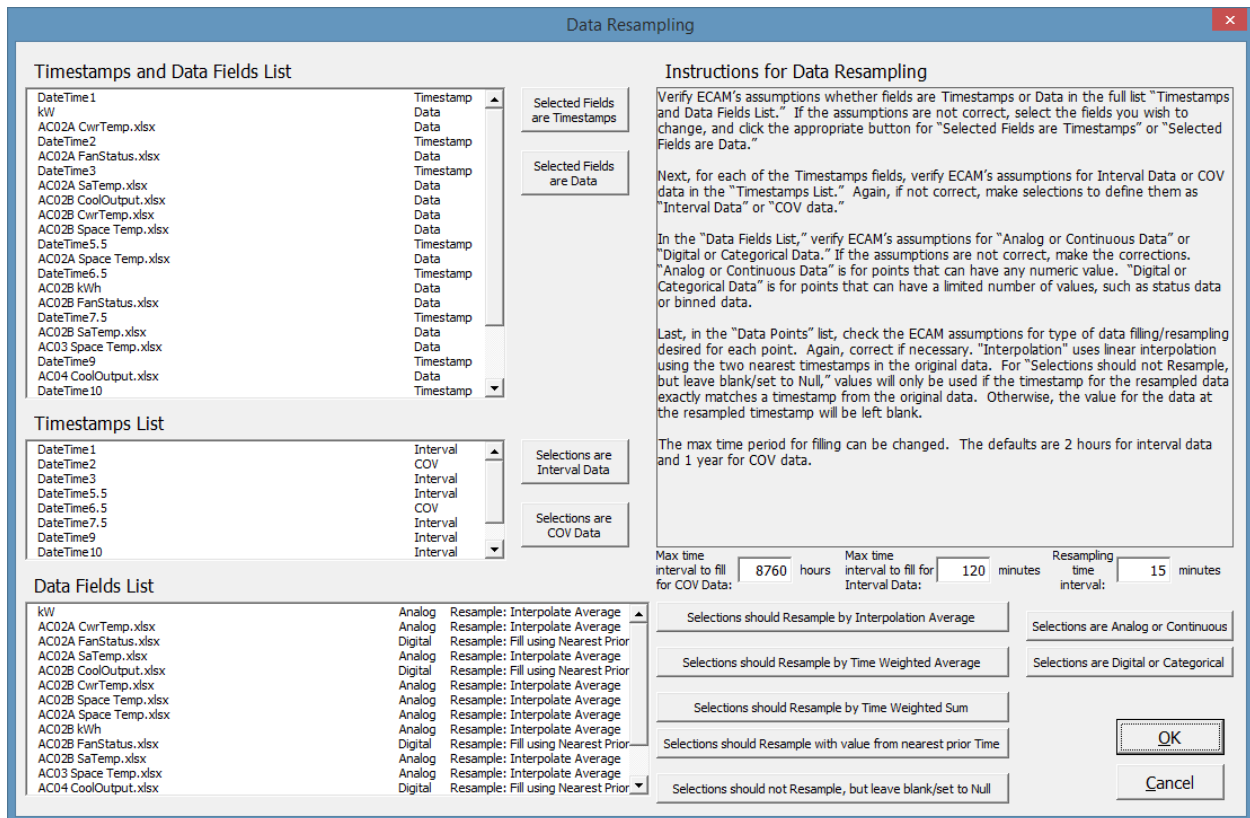 Data Resampling
Timestamps and Data Fields List
DateTime1 Timestamp
kW Data
AC02A CwrTemp.xlsx Data
DateTime2 Timestamp
AC02A FanStatus.xlsx Data
DateTime3 Timestamp
AC02A SaTemp.xlsx Data
AC02B CoolOutput.xlsx Data
AC02B CwrTemp.xlsx Data
AC02B Space Temp.xlsx Data
DateTime5.5 Timestamp
AC02A Space Temp.xlsx Data
DateTime6.5 Timestamp
AC02B kWh Data
AC02B FanStatus.xlsx Data
DateTime7.5 Timestamp
AC02B SaTemp.xlsx Data
AC03 Space Temp.xlsx Data
DateTime9 Timestamp
AC04 CoolOutput.xlsx Data
DateTime10 Timestamp
Selected Fields
are Timestamps
Selected Fields
are Data
Timestamps List
DateTime1 Interval
DateTime2 COV
DateTime3 Interval
DateTime5.5 Interval
DateTime6.5 COV
DateTime7.5 Interval
DateTime9 Interval
DateTime10 Interval
Selections are
Interval Data
Selections are
COV Data
Data Fields List
kW Analog Resample: Interpolate Average
AC02A CwrTemp.xlsx Analog Resample: Interpolate Average
AC02A FanStatus.xlsx Digital Resample: Fill using Nearest Prior
AC02A SaTemp.xlsx Analog Resample: Interpolate Average
AC02B CoolOutput.xlsx Digital Resample: Fill using Nearest Prior
AC02B CwrTemp.xlsx Analog Resample: Interpolate Average
AC02B Space Temp.xlsx Analog Resample: Interpolate Average
AC02A Space Temp.xlsx Analog Resample: Interpolate Average
AC02B kWh Analog Resample: Interpolate Average
AC02B FanStatus.xlsx Digital Resample: Fill using Nearest Prior
AC02B SaTemp.xlsx Analog Resample: Interpolate Average
AC03 Space Temp.xlsx Analog Resample: Interpolate Average
AC04 CoolOutput.xlsx Digital Resample: Fill using Nearest Prior
Instructions for Data Resampling
Verify ECAM's assumptions whether fields are Timestamps or Data in the full list "Timestamps
and Data Fields List." If the assumptions are not correct, select the fields you wish to
change, and click the appropriate button for "Selected Fields are Timestamps" or "Selected
Fields are Data."
Next, for each of the Timestamps fields, verify ECAM's assumptions for Interval Data or COV
data in the "Timestamps List." Again, if not correct, make selections to define them as
"Interval Data" or "COV data."
In the "Data Fields List," verify ECAM's assumptions for "Analog or Continuous Data" or
"Digital or Categorical Data." If the assumptions are not correct, make the corrections.
"Analog or Continuous Data" is for points that can have any numeric value. "Digital or
Categorical Data" is for points that can have a limited number of values, such as status data
or binned data.
Last, in the "Data Points" list, check the ECAM assumptions for type of data filling/resampling
desired for each point. Again, correct if necessary. "Interpolation" uses linear interpolation
using the two nearest timestamps in the original data. For "Selections should not Resample,
but leave blank/set to Null," values will only be used if the timestamp for the resampled data
exactly matches a timestamp from the original data. Otherwise, the value for the data at
the resampled timestamp will be left blank.
The max time period for filling can be changed. The defaults are 2 hours for interval data
and 1 year for COV data.
Max time
interval to fill
for COV Data:
8760 hours
Max time
interval to fill for
Interval Data:
120 minutes
Resampling
time
interval:
15 minutes
Selections should Resample by Interpolation Average
Selections should Resample by Time Weighted Average
Selections should Resample by Time Weighted Sum
Selections should Resample with value from nearest prior Time
Selections should not Resample, but leave blank/set to Null
Selections are Analog or Continuous
Selections are Digital or Categorical
OK
Cancel